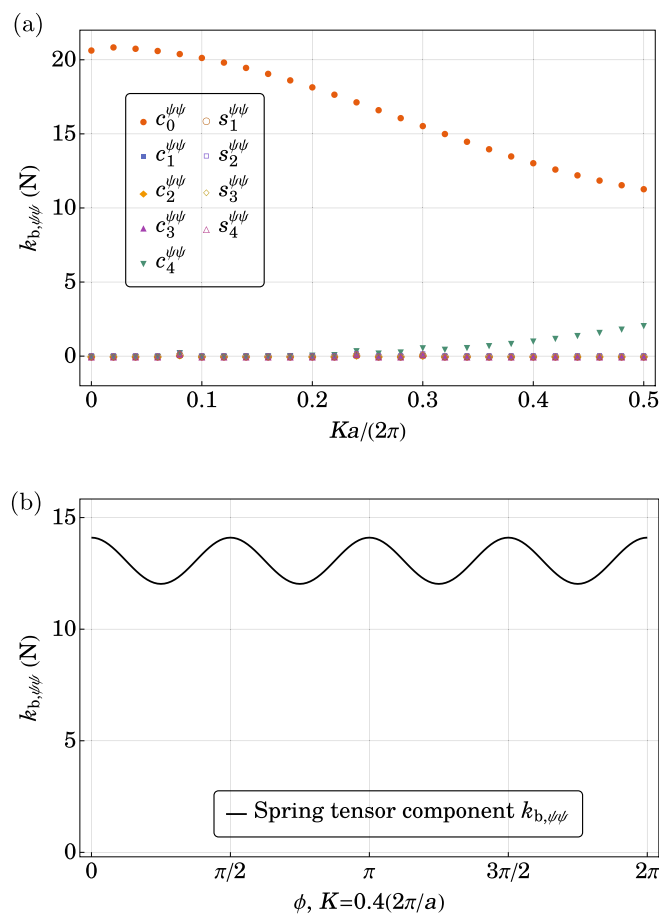 (a)
20
15
10
5
0
k_{b,ψψ} (N)
c_0^{ψψ} s_1^{ψψ}
c_1^{ψψ} s_2^{ψψ}
c_2^{ψψ} s_3^{ψψ}
c_3^{ψψ} s_4^{ψψ}
c_4^{ψψ}
0 0.1 0.2 0.3 0.4 0.5
Ka/(2π)
(b)
15
10
5
0
k_{b,ψψ} (N)
Spring tensor component k_{b,ψψ}
0 π/2 π 3π/2 2π
ϕ, K=0.4(2π/a)